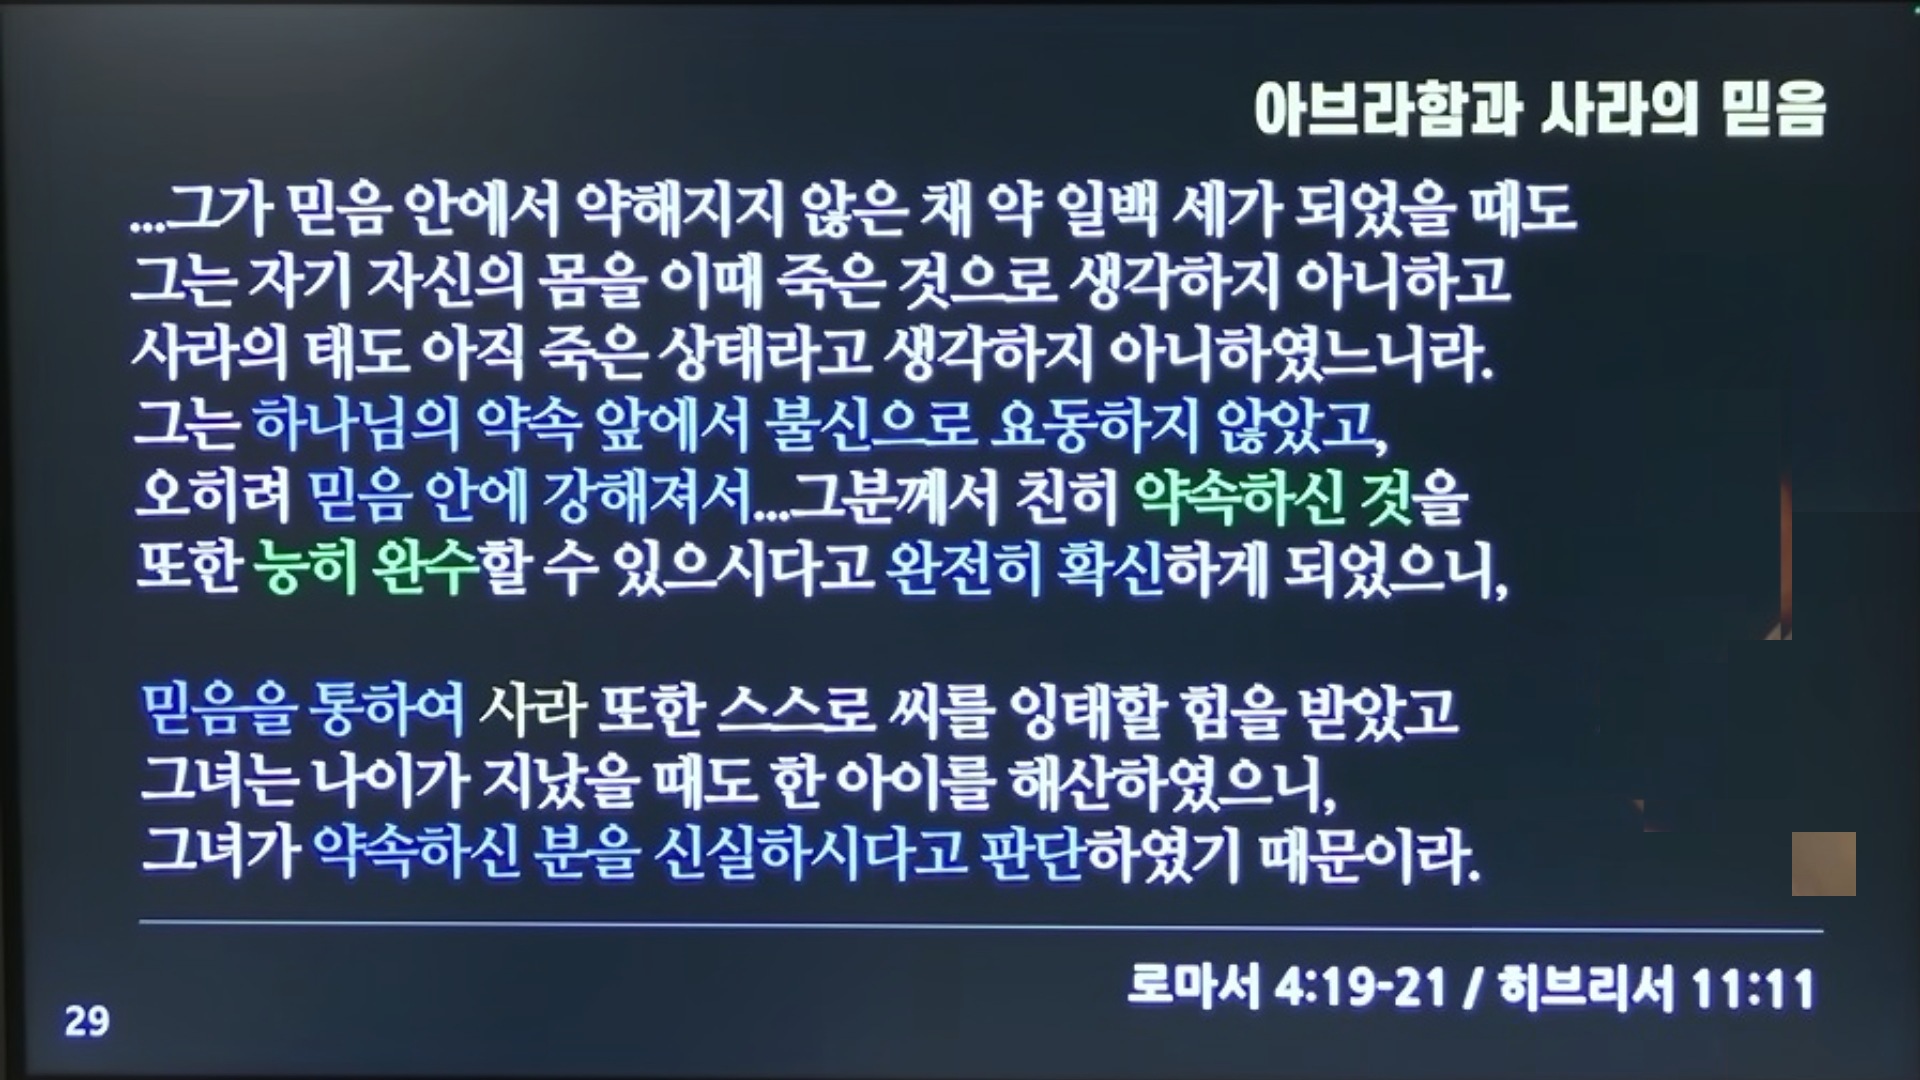 아브라함과 사라의 믿음
...그가 믿음 안에서 약해지지 않은 채 약 일백 세가 되었을 때도
그는 자기 자신의 몸을 이때 죽은 것으로 생각하지 아니하고
사라의 태도 아직 죽은 상태라고 생각하지 아니하였느니라.
그는 하나님의 약속 앞에서 불신으로 요동하지 않았고,
오히려 믿음 안에 강해져서...그분께서 친히 약속하신 것을
또한 능히 완수할 수 있으시다고 완전히 확신하게 되었으니,
믿음을 통하여 사라 또한 스스로 씨를 잉태할 힘을 받았고
그녀는 나이가 지났을 때도 한 아이를 해산하였으니,
그녀가 약속하신 분을 신실하시다고 판단하였기 때문이라.
로마서 4:19-21 / 히브리서 11:11
29